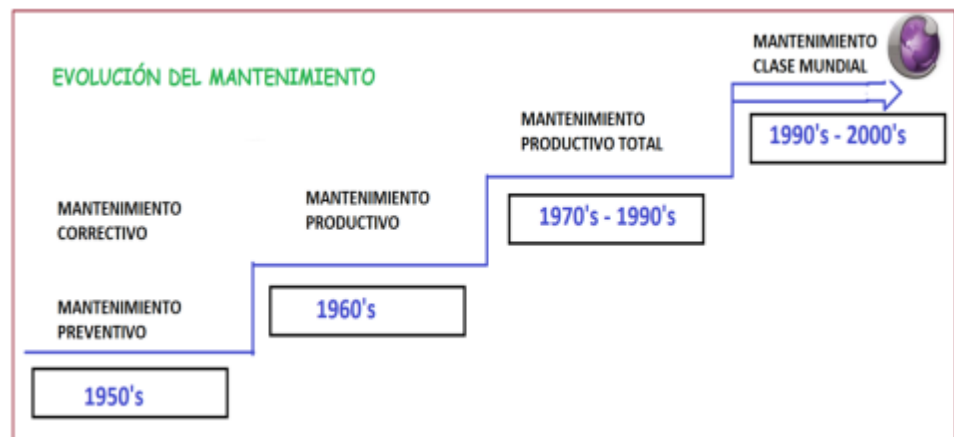 EVOLUCIÓN DEL MANTENIMIENTO
MANTENIMIENTO
CORRECTIVO
MANTENIMIENTO
PREVENTIVO
1950's
MANTENIMIENTO
PRODUCTIVO
1960's
MANTENIMIENTO
PRODUCTIVO TOTAL
1970's - 1990's
MANTENIMIENTO
CLASE MUNDIAL
1990's - 2000's